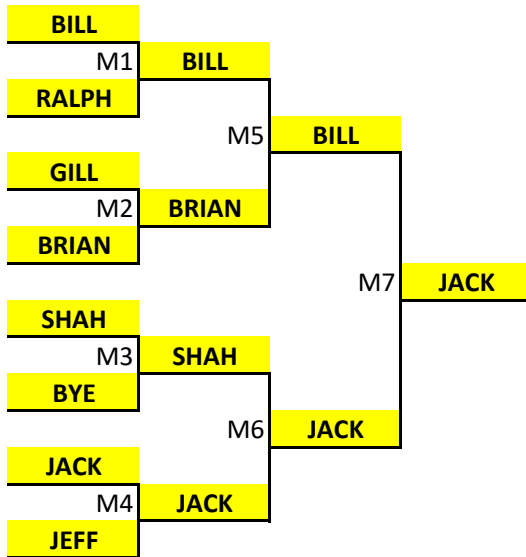 BILL
M1 BILL
RALPH
M5 BILL
GILL
M2 BRIAN
BRIAN
M7 JACK
SHAH
M3 SHAH
BYE
M6 JACK
JACK
M4 JACK
JEFF